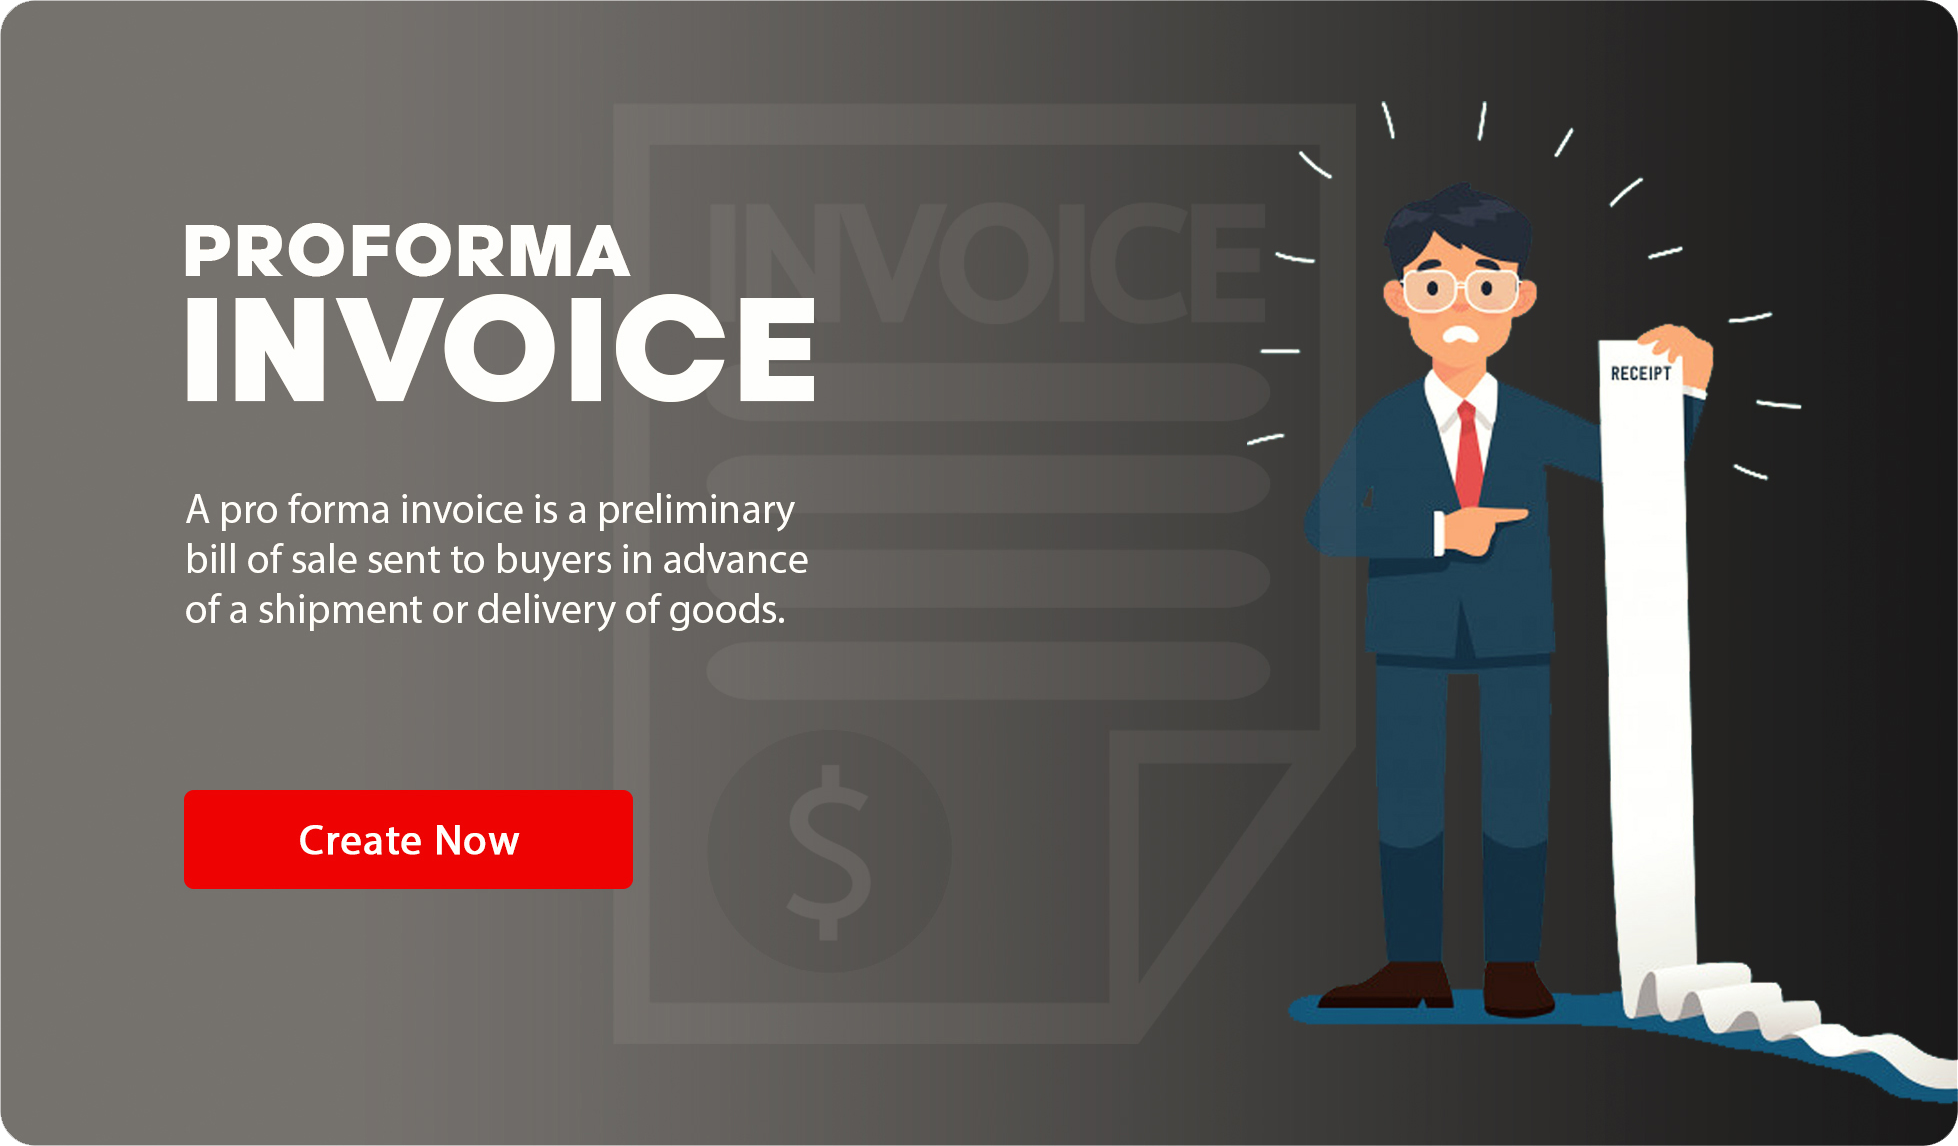 PROFORMA
INVOICE
INVOICE
A pro forma invoice is a preliminary
bill of sale sent to buyers in advance
of a shipment or delivery of goods.
Create Now
$
RECEIPT